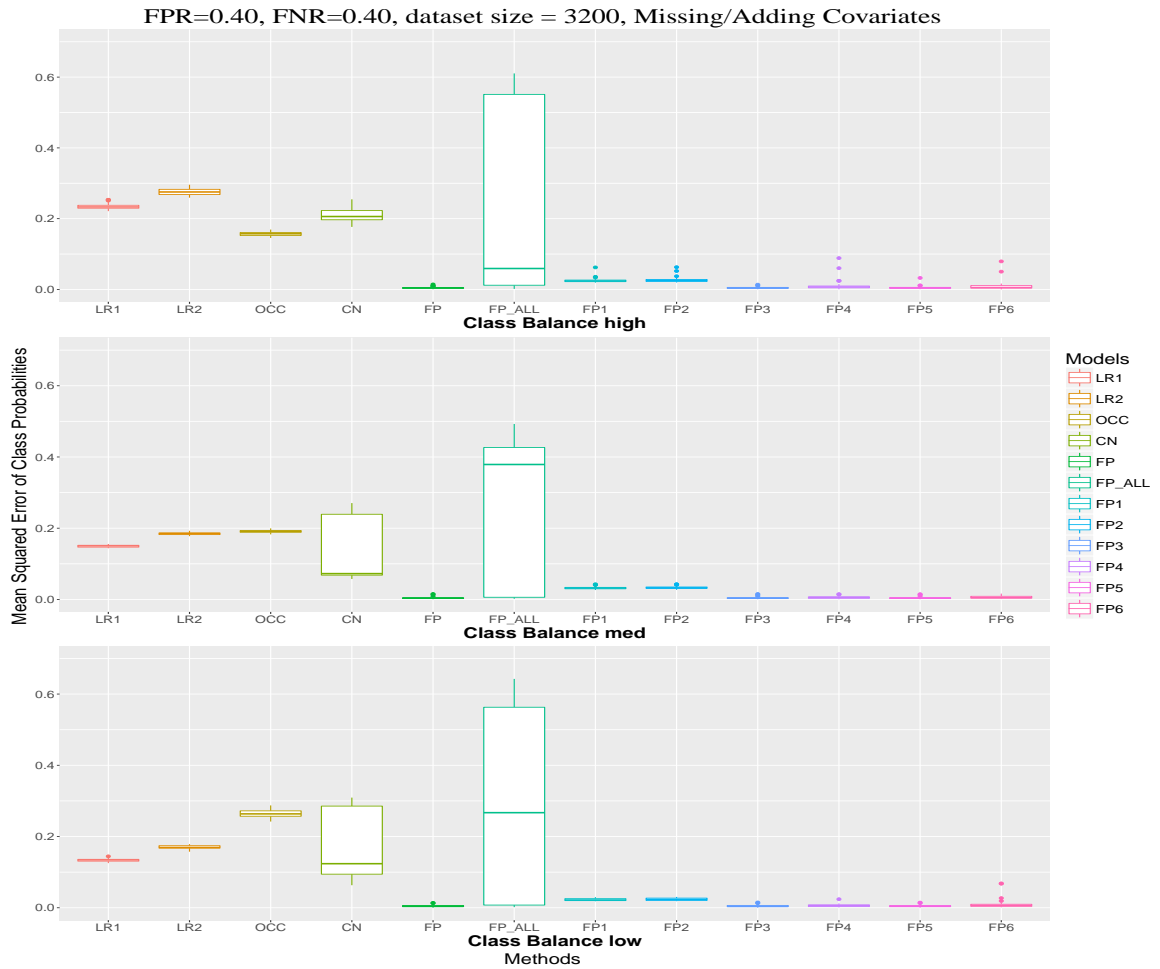 FPR=0.40, FNR=0.40, dataset size = 3200, Missing/Adding Covariates
Mean Squared Error of Class Probabilities
0.6
0.4
0.2
0.0
LR1 LR2 OCC CN FP FP_ALL FP1 FP2 FP3 FP4 FP5 FP6
Class Balance high
0.6
0.4
0.2
0.0
LR1 LR2 OCC CN FP FP_ALL FP1 FP2 FP3 FP4 FP5 FP6
Class Balance med
0.6
0.4
0.2
0.0
LR1 LR2 OCC CN FP FP_ALL FP1 FP2 FP3 FP4 FP5 FP6
Class Balance low
Methods
Models
LR1
LR2
OCC
CN
FP
FP_ALL
FP1
FP2
FP3
FP4
FP5
FP6